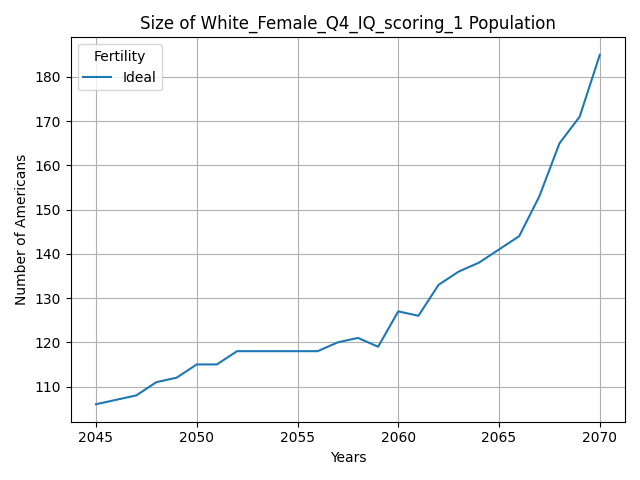 Size of White_Female_Q4_IQ_scoring_1 Population
Fertility
Ideal
Number of Americans
180
170
160
150
140
130
120
110
2045 2050 2055 2060 2065 2070
Years